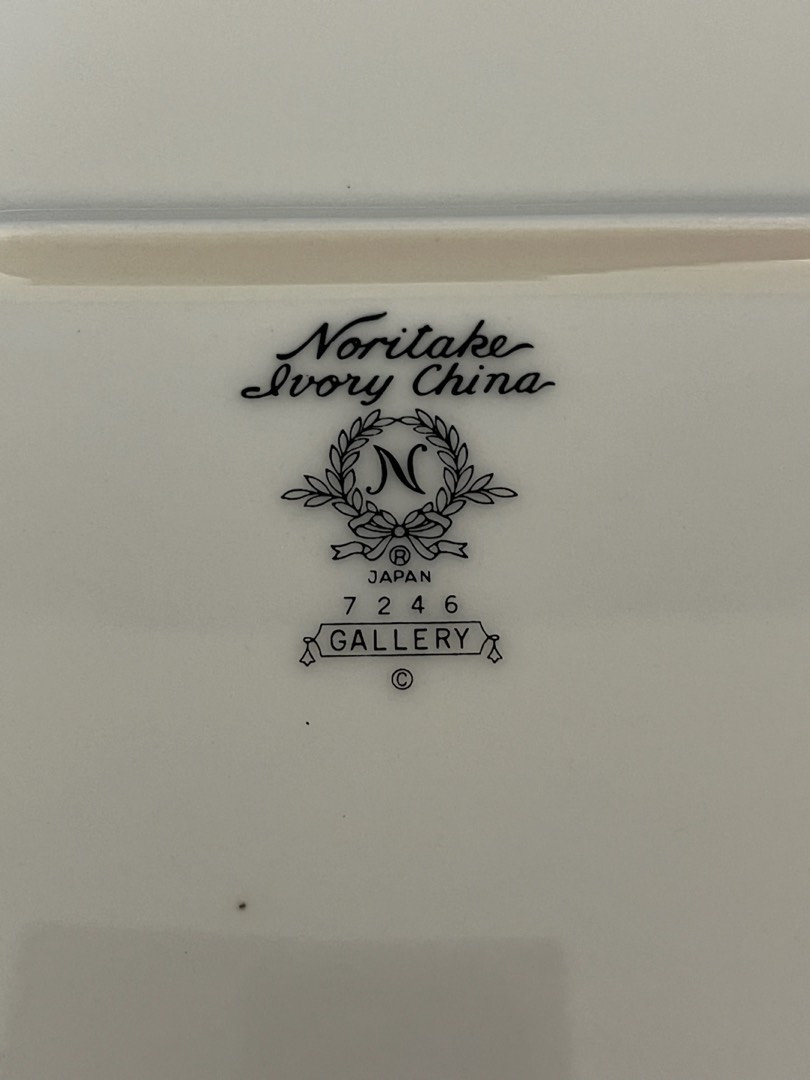 Noritake
Ivory China
N
®
JAPAN
7246
GALLERY
©